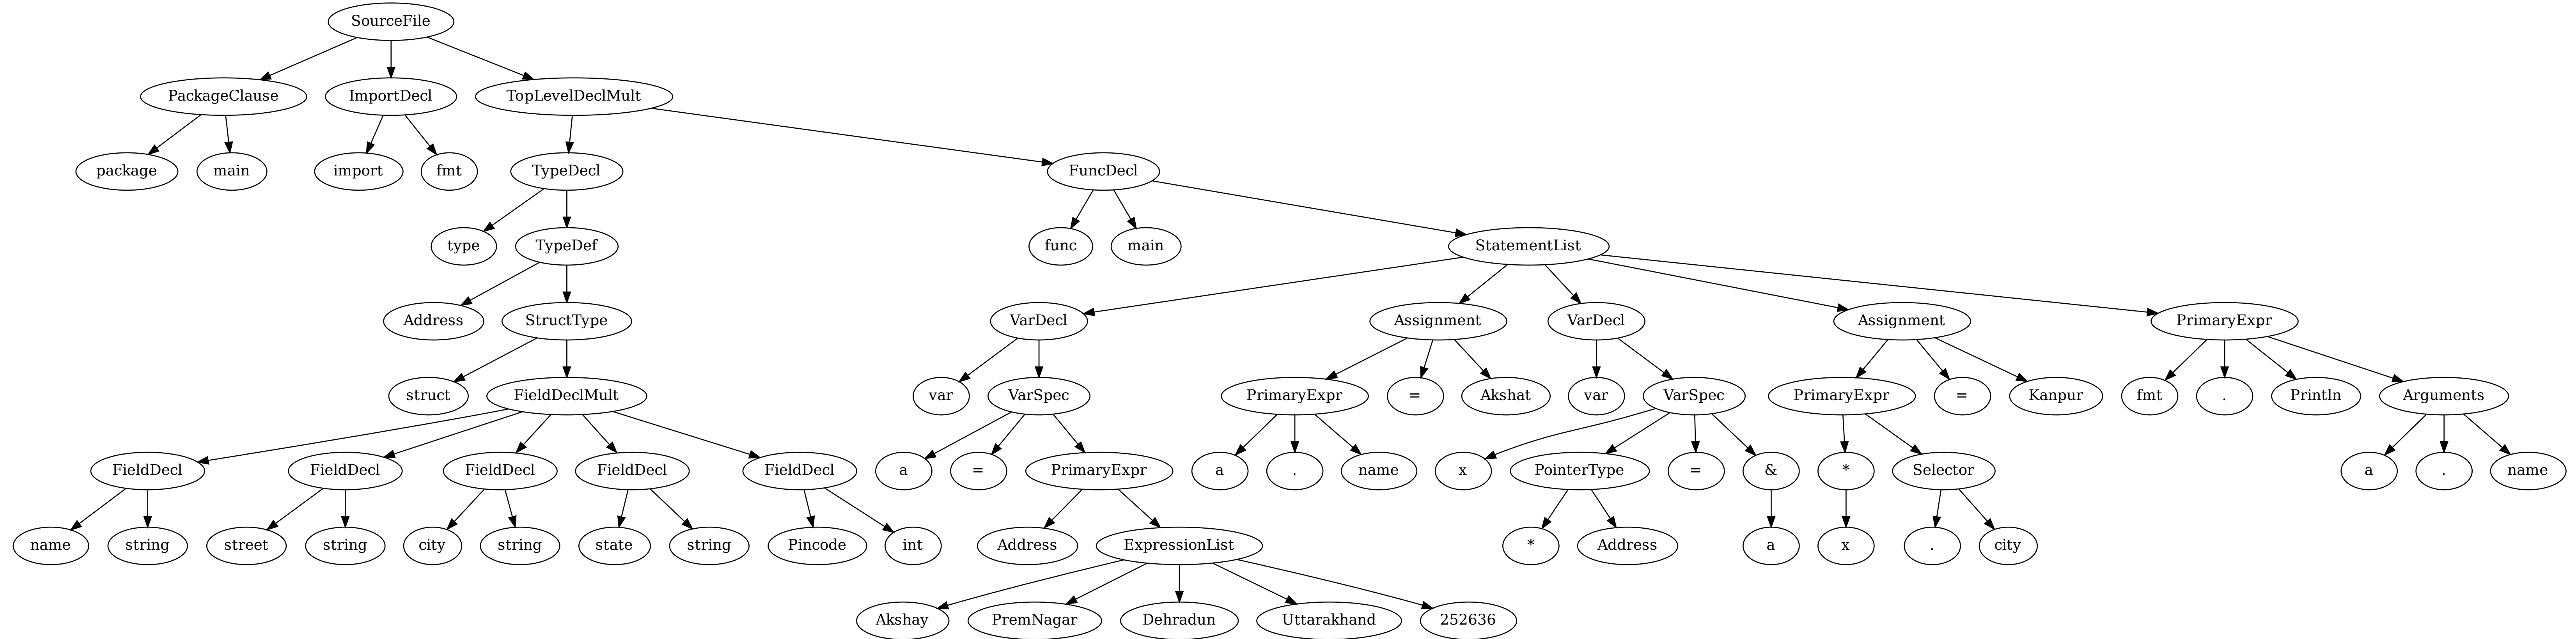 SourceFile
PackageClause ImportDecl TopLevelDeclMult
package main import fmt TypeDecl FuncDecl
type TypeDef func main StatementList
Address StructType VarDecl Assignment VarDecl Assignment PrimaryExpr
struct FieldDeclMult var VarSpec PrimaryExpr = Akshat var VarSpec PrimaryExpr = Kanpur fmt . Println Arguments
FieldDecl FieldDecl FieldDecl FieldDecl FieldDecl a = PrimaryExpr a . name x PointerType = & * Selector a . name
name string street string city string state string Pincode int Address ExpressionList * Address a x . city
Akshay PremNagar Dehradun Uttarakhand 252636